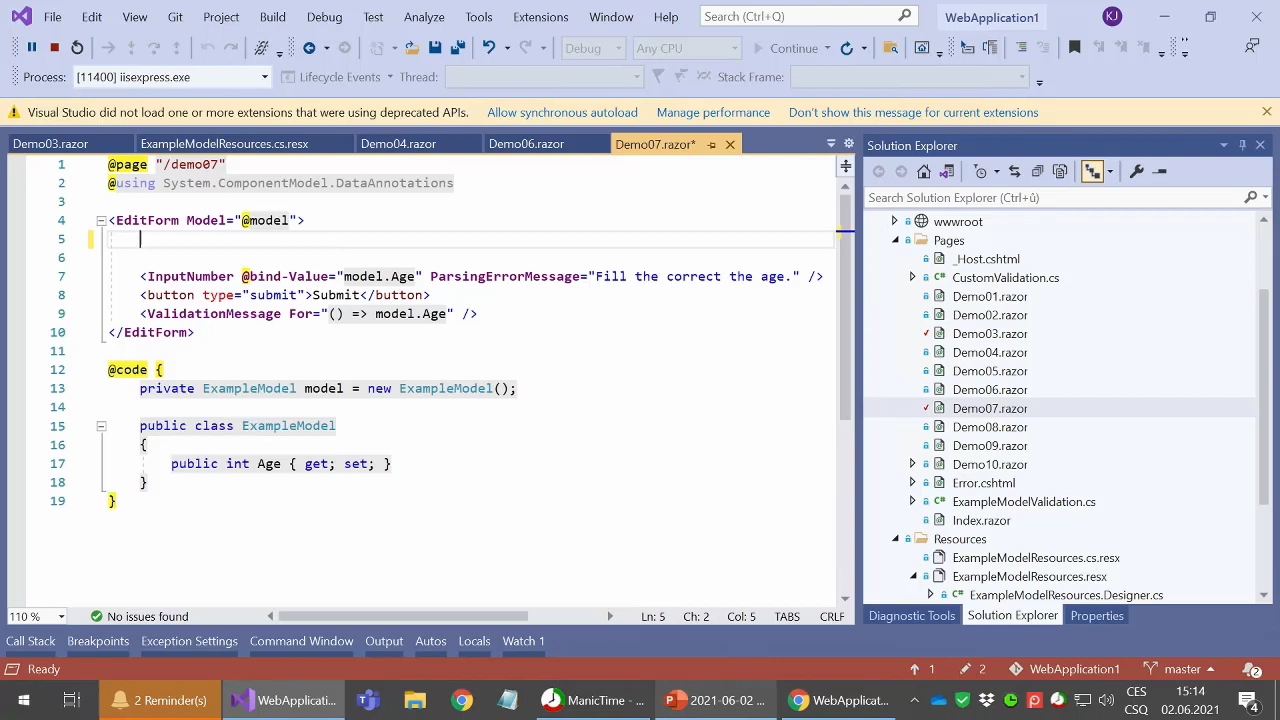 File Edit View Git Project Build Debug Test Analyze Tools Extensions Window Help Search (Ctrl+Q) WebApplication1 KJ
Debug Any CPU Continue
Process: [11400] iisexpress.exe Lifecycle Events Thread: Stack Frame:
Visual Studio did not load one or more extensions that were using deprecated APIs. Allow synchronous autoload Manage performance Don't show this message for current extensions
Demo03.razor ExampleModelResources.cs.resx Demo04.razor Demo06.razor Demo07.razor*
1 @page "/demo07"
2 @using System.ComponentModel.DataAnnotations
3
4 <EditForm Model="@model">
5
6
7 <InputNumber @bind-Value="model.Age" ParsingErrorMessage="Fill the correct the age." />
8 <button type="submit">Submit</button>
9 <ValidationMessage For="() => model.Age" />
10 </EditForm>
11
12 @code {
13 private ExampleModel model = new ExampleModel();
14
15 public class ExampleModel
16 {
17 public int Age { get; set; }
18 }
19 }
110 % No issues found Ln: 5 Ch: 2 Col: 5 TABS CRLF
Solution Explorer
Search Solution Explorer (Ctrl+ů)
wwwroot
Pages
_Host.cshtml
C# CustomValidation.cs
Demo01.razor
Demo02.razor
Demo03.razor
Demo04.razor
Demo05.razor
Demo06.razor
Demo07.razor
Demo08.razor
Demo09.razor
Demo10.razor
Error.cshtml
C# ExampleModelValidation.cs
Index.razor
Resources
ExampleModelResources.cs.resx
ExampleModelResources.resx
C# ExampleModelResources.Designer.cs
Diagnostic Tools Solution Explorer Properties
Call Stack Breakpoints Exception Settings Command Window Output Autos Locals Watch 1
Ready 1 2 WebApplication1 master 2
2 Reminder(s) WebApplicati... ManicTime - ... 2021-06-02 ... WebApplicati... CES CSQ 15:14 02.06.2021 4